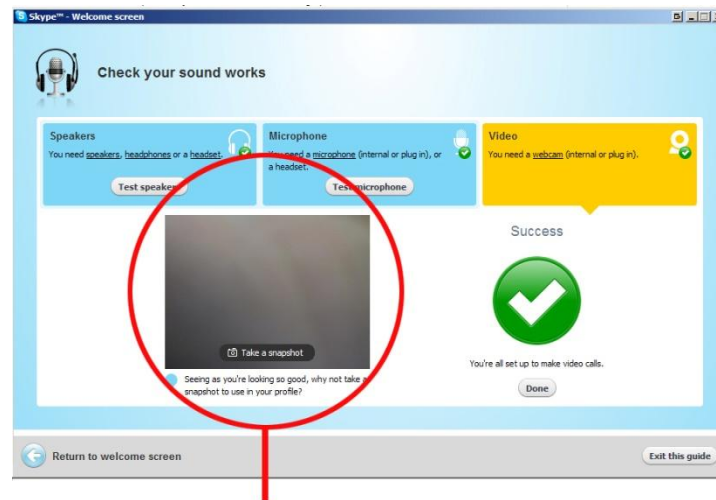 Skype™ - Welcome screen
Check your sound works
Speakers
You need speakers, headphones or a headset.
Test speakers
Microphone
You need a microphone (internal or plug in), or
a headset.
Test microphone
Video
You need a webcam (internal or plug in).
Take a snapshot
Seeing as you're looking so good, why not take a
snapshot to use in your profile?
Success
You're all set up to make video calls.
Done
Return to welcome screen
Exit this guide